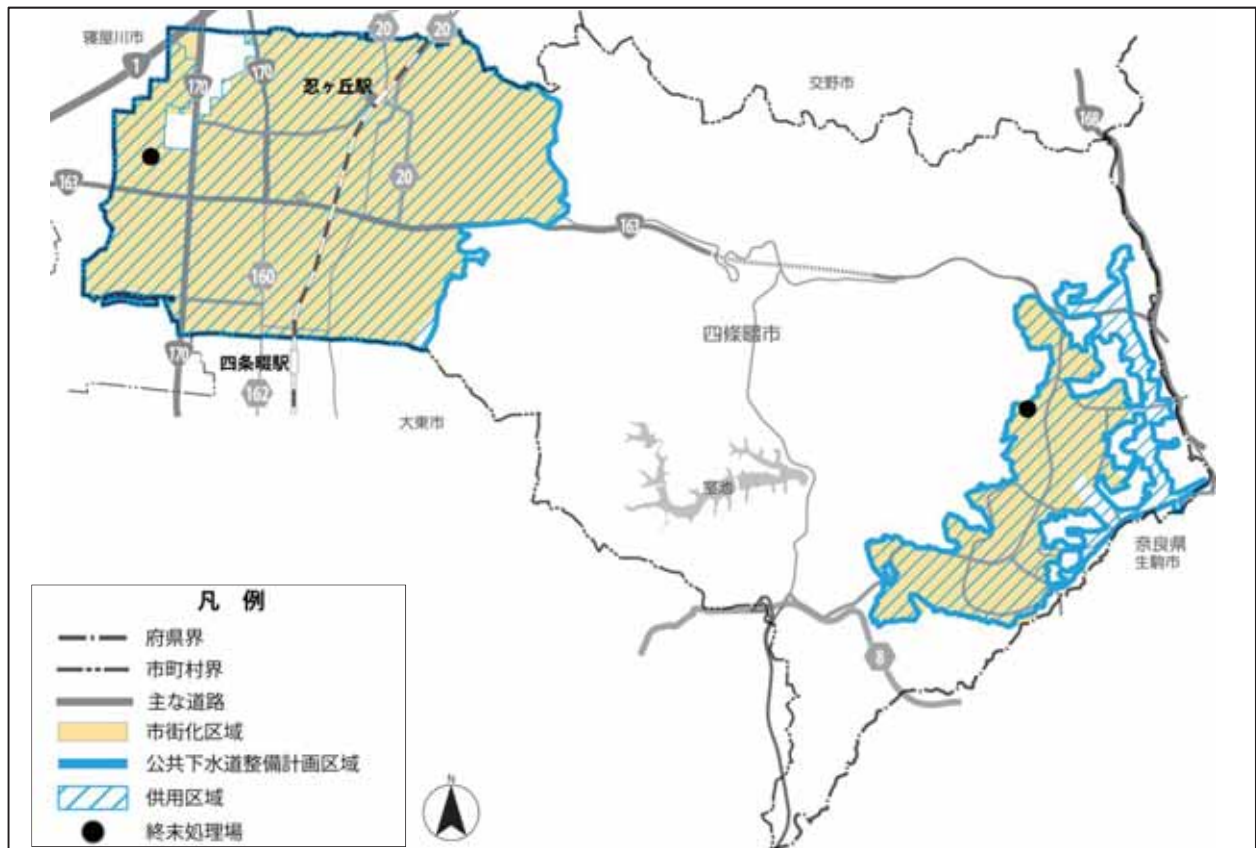 寝屋川市
20
20
1
170
170
忍ヶ丘駅
交野市
168
163
20
163
160
四條畷市
四条畷駅
170
162
大東市
室池
奈良県
生駒市
8
凡 例
府県界
市町村界
主な道路
市街化区域
公共下水道整備計画区域
供用区域
終末処理場
N